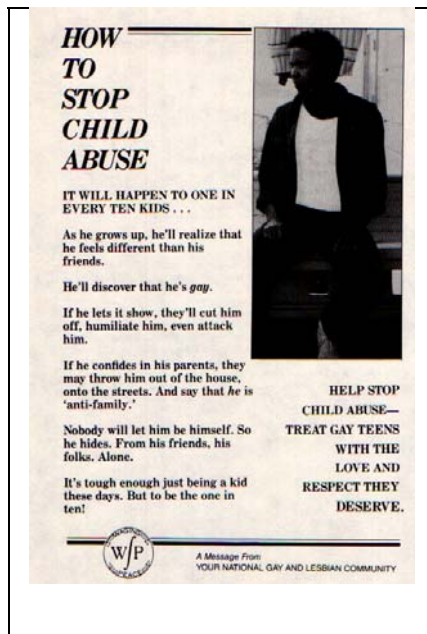 HOW
TO
STOP
CHILD
ABUSE
IT WILL HAPPEN TO ONE IN
EVERY TEN KIDS . . .
As he grows up, he'll realize that
he feels different than his
friends.
He'll discover that he's gay.
If he lets it show, they'll cut him
off, humiliate him, even attack
him.
If he confides in his parents, they
may throw him out of the house,
onto the streets. And say that he is
'anti-family.'
Nobody will let him be himself. So
he hides. From his friends, his
folks. Alone.
It's tough enough just being a kid
these days. But to be the one in
ten!
HELP STOP
CHILD ABUSE—
TREAT GAY TEENS
WITH THE
LOVE AND
RESPECT THEY
DESERVE.
WFP
A Message From
YOUR NATIONAL GAY AND LESBIAN COMMUNITY